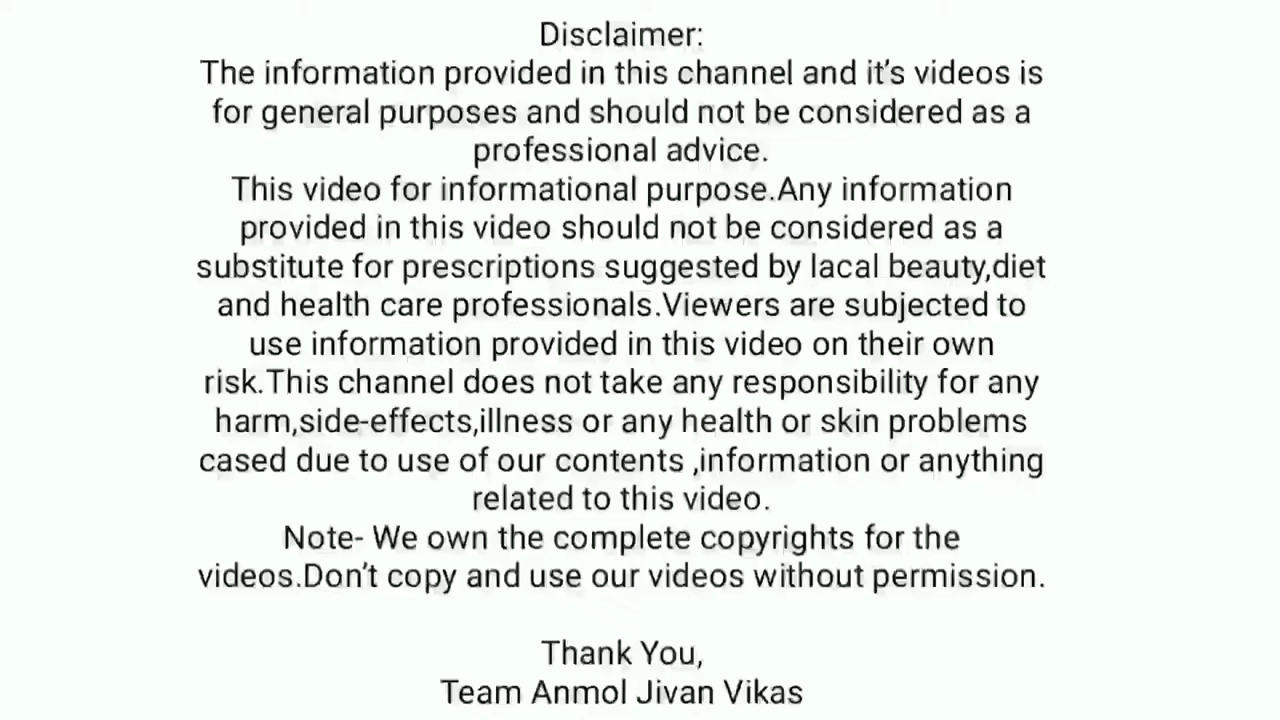 Disclaimer:
The information provided in this channel and it's videos is
for general purposes and should not be considered as a
professional advice.
This video for informational purpose.Any information
provided in this video should not be considered as a
substitute for prescriptions suggested by lacal beauty,diet
and health care professionals.Viewers are subjected to
use information provided in this video on their own
risk.This channel does not take any responsibility for any
harm,side-effects,illness or any health or skin problems
cased due to use of our contents ,information or anything
related to this video.
Note- We own the complete copyrights for the
videos.Don't copy and use our videos without permission.
Thank You,
Team Anmol Jivan Vikas